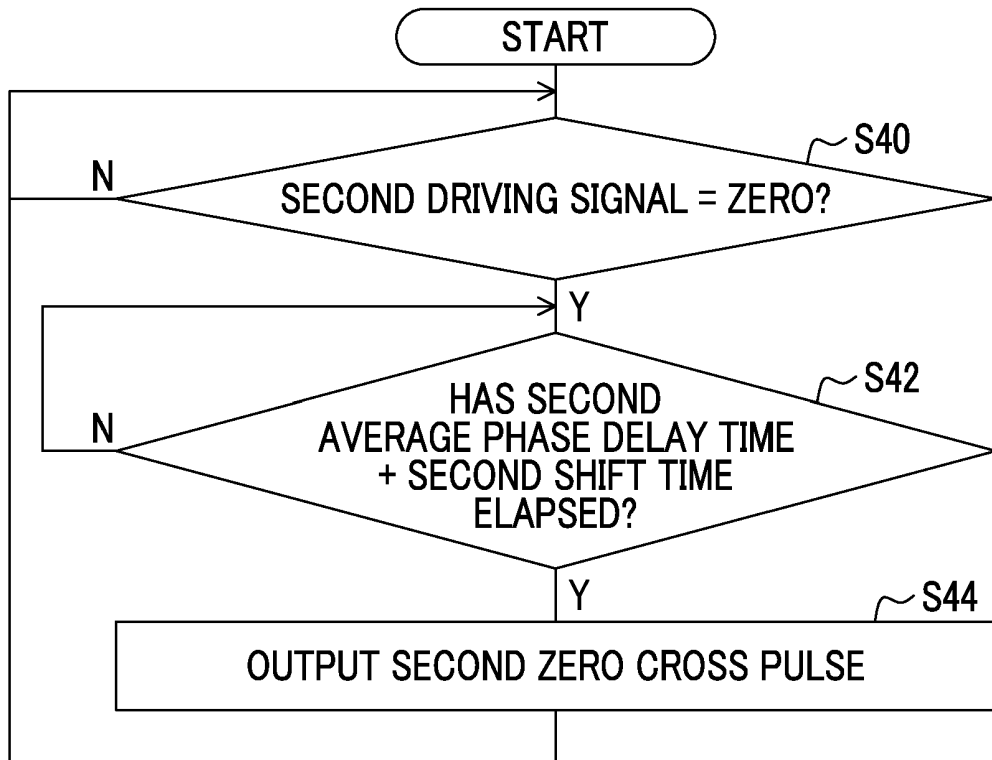 START
S40
N
SECOND DRIVING SIGNAL = ZERO?
Y
S42
HAS SECOND
N
AVERAGE PHASE DELAY TIME
+ SECOND SHIFT TIME
ELAPSED?
Y
S44
OUTPUT SECOND ZERO CROSS PULSE